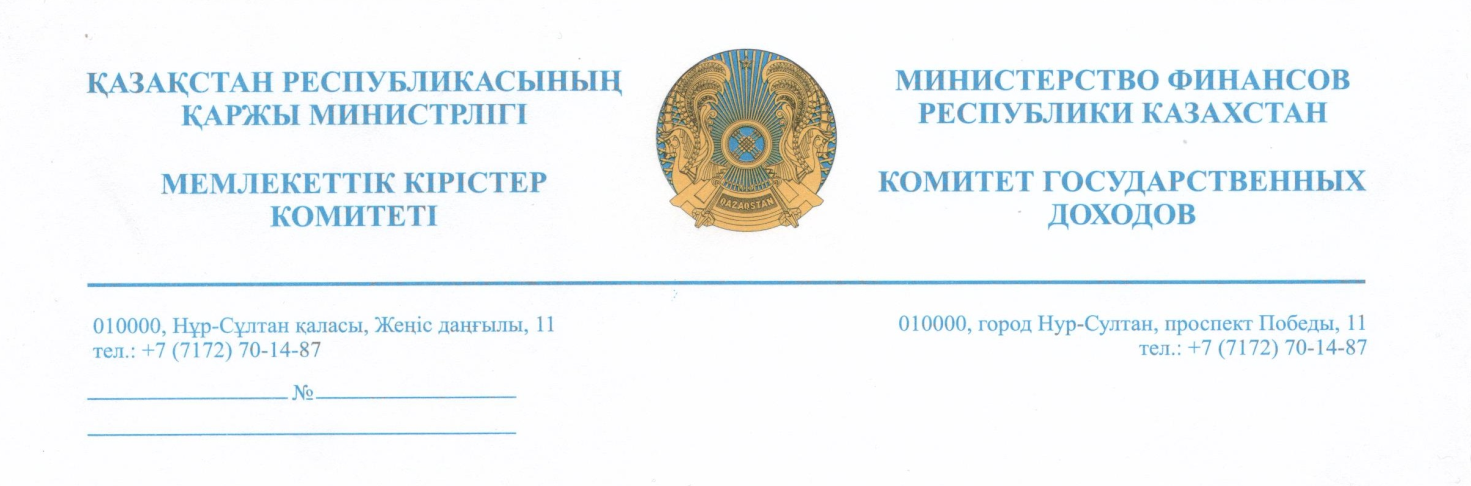 ҚАЗАҚСТАН РЕСПУБЛИКАСЫНЫҢ
ҚАРЖЫ МИНИСТРЛІГІ
МЕМЛЕКЕТТІК КІРІСТЕР
КОМИТЕТІ
QAZAQSTAN
МИНИСТЕРСТВО ФИНАНСОВ
РЕСПУБЛИКИ КАЗАХСТАН
КОМИТЕТ ГОСУДАРСТВЕННЫХ
ДОХОДОВ
010000, Нұр-Сұлтан қаласы, Жеңіс даңғылы, 11
тел.: +7 (7172) 70-14-87
№
010000, город Нур-Султан, проспект Победы, 11
тел.: +7 (7172) 70-14-87